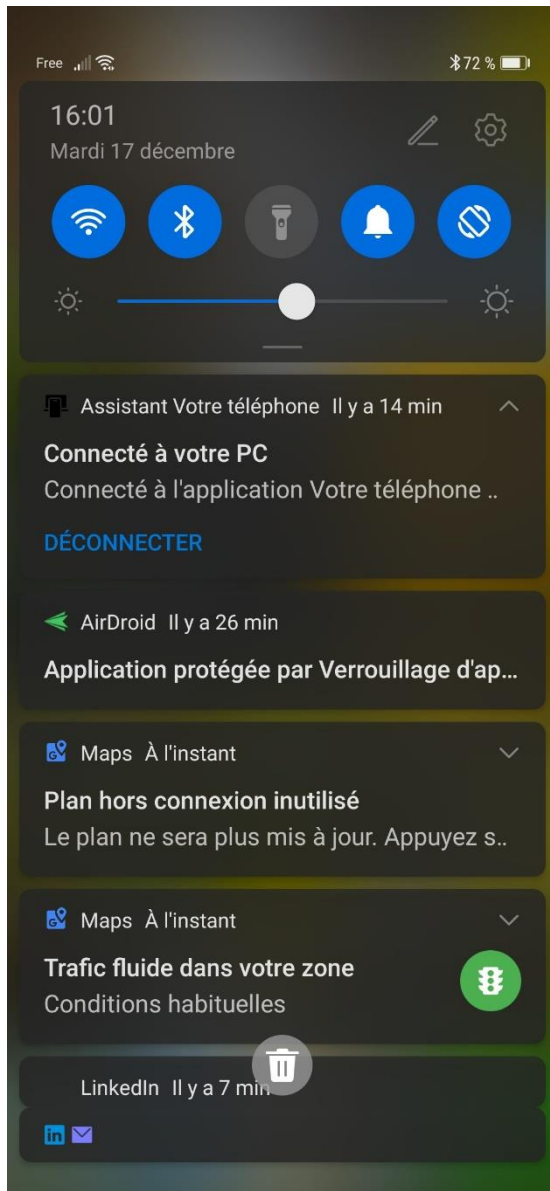 Free 72 %
16:01
Mardi 17 décembre
Assistant Votre téléphone Il y a 14 min
Connecté à votre PC
Connecté à l'application Votre téléphone ..
DÉCONNECTER
AirDroid Il y a 26 min
Application protégée par Verrouillage d'ap...
Maps À l'instant
Plan hors connexion inutilisé
Le plan ne sera plus mis à jour. Appuyez s..
Maps À l'instant
Trafic fluide dans votre zone
Conditions habituelles
LinkedIn Il y a 7 min
in